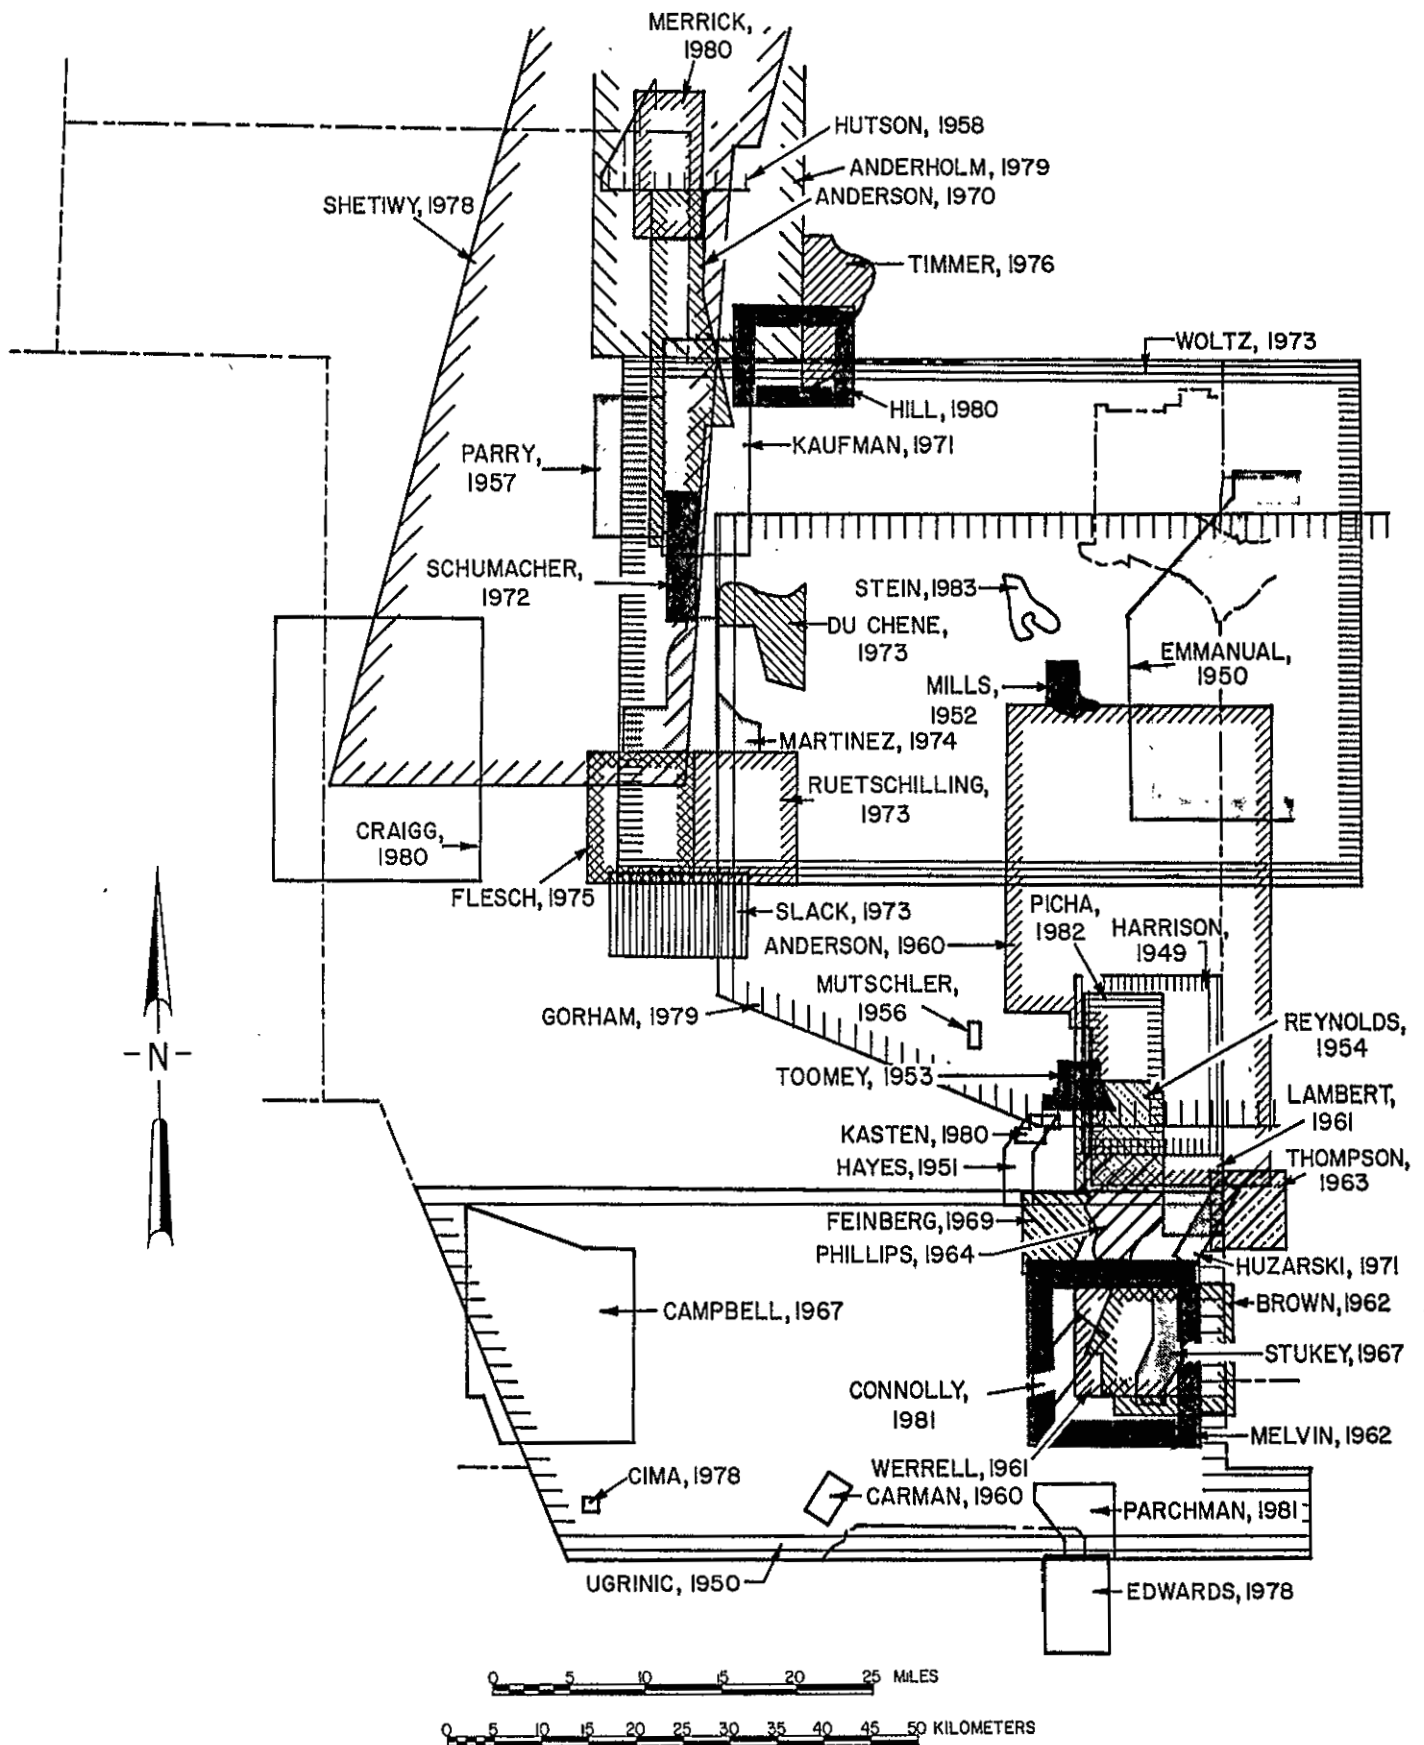 MERRICK,
1980
HUTSON, 1958
ANDERHOLM, 1979
ANDERSON, 1970
SHETIWY, 1978
TIMMER, 1976
WOLTZ, 1973
HILL, 1980
KAUFMAN, 1971
PARRY,
1957
SCHUMACHER,
1972
STEIN, 1983
DU CHENE,
1973
EMMANUAL,
1950
MILLS,
1952
MARTINEZ, 1974
RUETSCHILLING,
1973
CRAIGG,
1980
FLESCH, 1975
SLACK, 1973
PICHA,
1982
HARRISON,
1949
ANDERSON, 1960
MUTSCHLER,
1956
GORHAM, 1979
REYNOLDS,
1954
-N-
TOOMEY, 1953
LAMBERT,
1961
KASTEN, 1980
HAYES, 1951
THOMPSON,
1963
FEINBERG, 1969
PHILLIPS, 1964
HUZARSKI, 1971
CAMPBELL, 1967
BROWN, 1962
STUKEY, 1967
CONNOLLY,
1981
MELVIN, 1962
WERRELL, 1961
CIMA, 1978
CARMAN, 1960
PARCHMAN, 1981
UGRINIC, 1950
EDWARDS, 1978
0 5 10 15 20 25 MILES
0 5 10 15 20 25 30 35 40 45 50 KILOMETERS